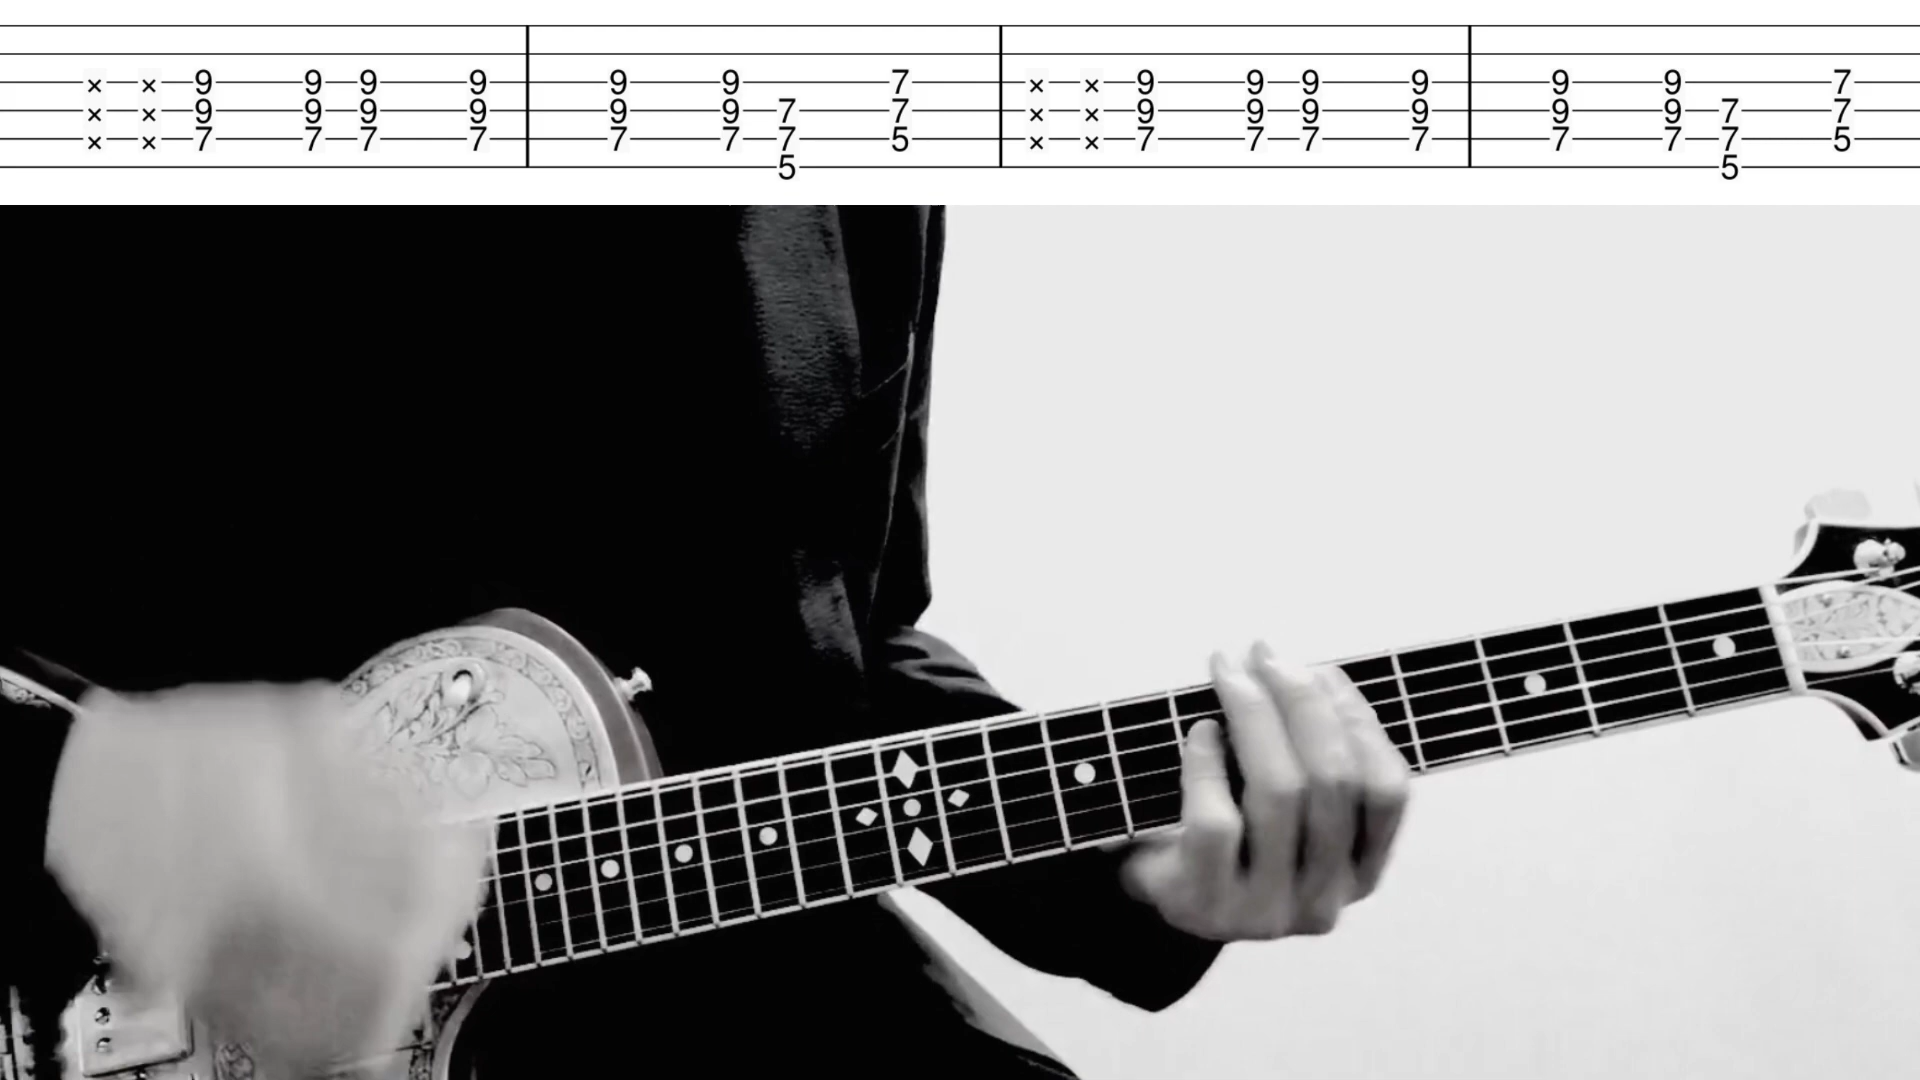 × × 9 9 9 9 9 9 7 × × 9 9 9 9 9 9 7
× × 9 9 9 9 9 9 7 7 × × 9 9 9 9 9 9 7 7
× × 7 7 7 7 7 7 7 5 × × 7 7 7 7 7 7 7 5
5 5